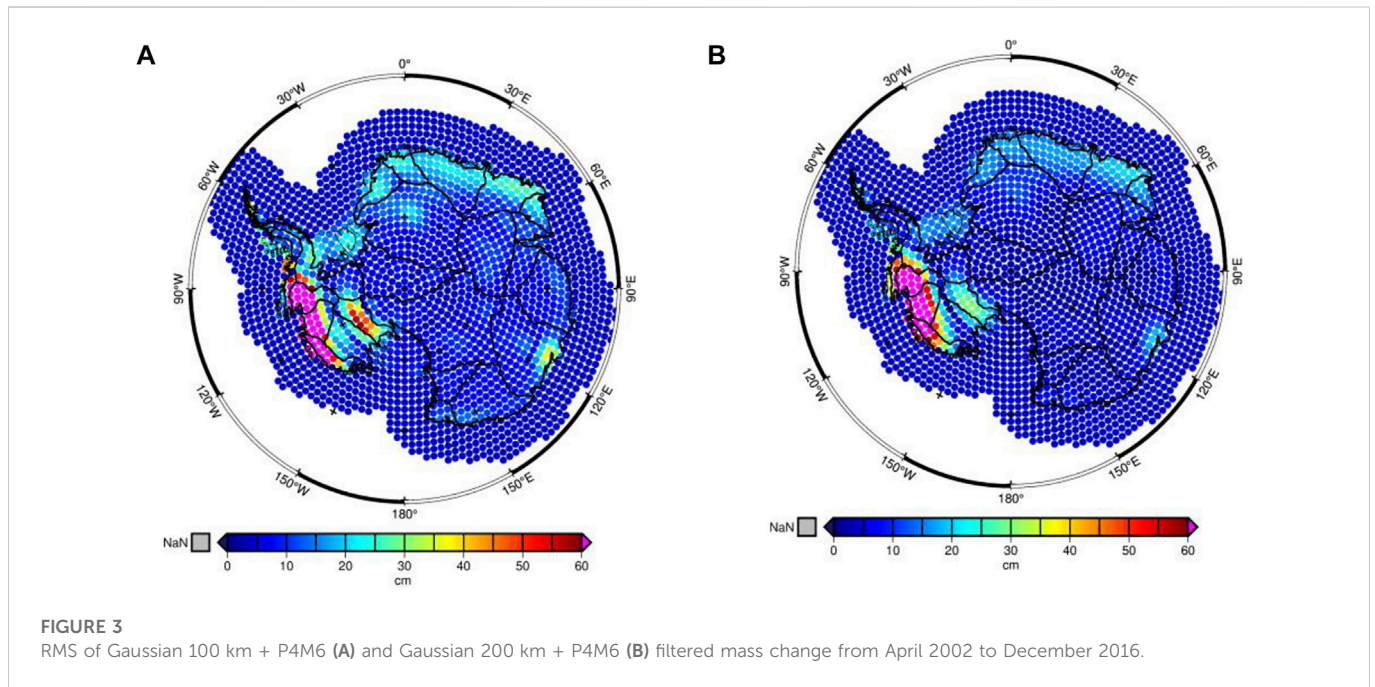 A
0°
30°E
60°E
90°E
120°E
150°E
180°
150°W
120°W
90°W
60°W
30°W
NaN
0 10 20 30 40 50 60
cm
B
0°
30°E
60°E
90°E
120°E
150°E
180°
150°W
120°W
90°W
60°W
30°W
NaN
0 10 20 30 40 50 60
cm
FIGURE 3
RMS of Gaussian 100 km + P4M6 (A) and Gaussian 200 km + P4M6 (B) filtered mass change from April 2002 to December 2016.